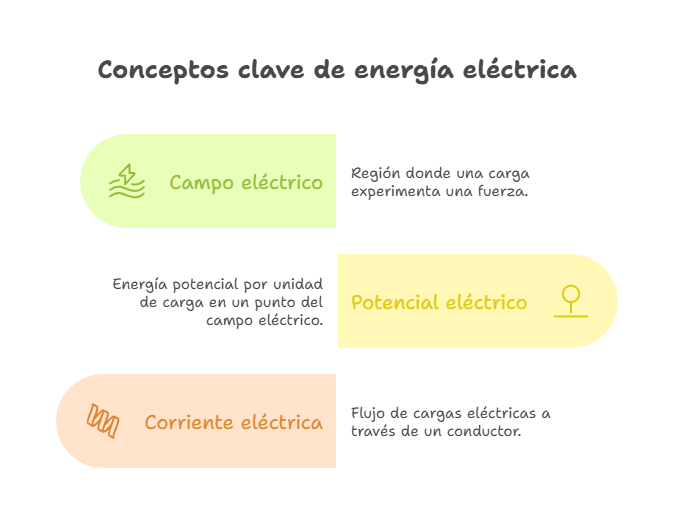 Conceptos clave de energía eléctrica
Campo eléctrico
Región donde una carga
experimenta una fuerza.
Energía potencial por unidad
de carga en un punto del
campo eléctrico.
Potencial eléctrico
Corriente eléctrica
Flujo de cargas eléctricas a
través de un conductor.